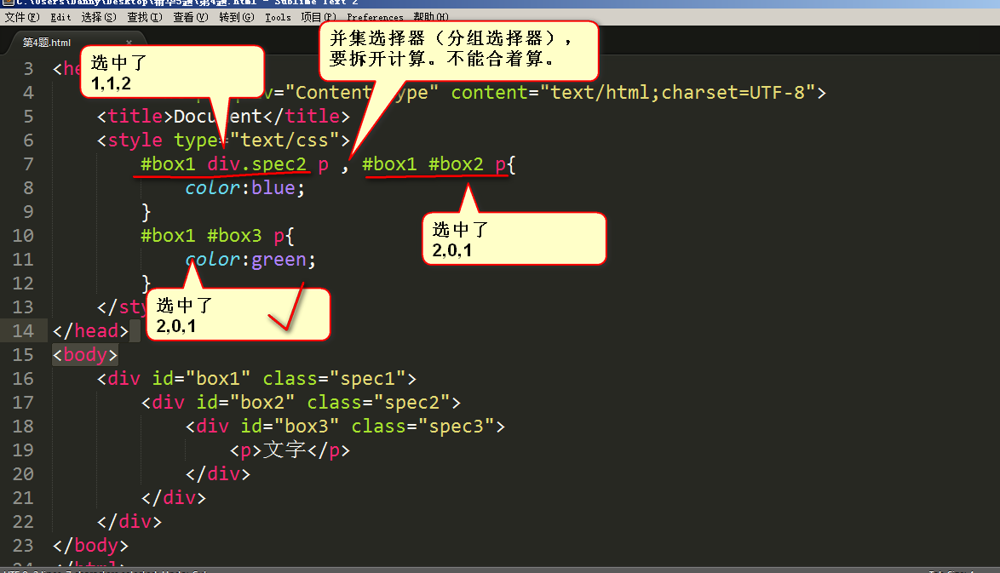 C:\Users\Danny\Desktop\精华5题\第4题.html - Sublime Text 2
文件(F) Edit 选择(S) 查找(I) 查看(V) 转到(G) Tools 项目(P) Preferences 帮助(H)
第4题.html ×
并集选择器（分组选择器），
要拆开计算。不能合着算。
选中了
1,1,2
3 <he
4 "Content ype" content="text/html;charset=UTF-8">
5 <title>Document</title>
6 <style type="text/css">
7 #box1 div.spec2 p , #box1 #box2 p{
8 color:blue;
9 }
选中了
2,0,1
10 #box1 #box3 p{
11 color:green;
12 }
选中了
2,0,1
13 </sty
14 </head>
15 <body>
16 <div id="box1" class="spec1">
17 <div id="box2" class="spec2">
18 <div id="box3" class="spec3">
19 <p>文字</p>
20 </div>
21 </div>
22 </div>
23 </body>
24 </html>